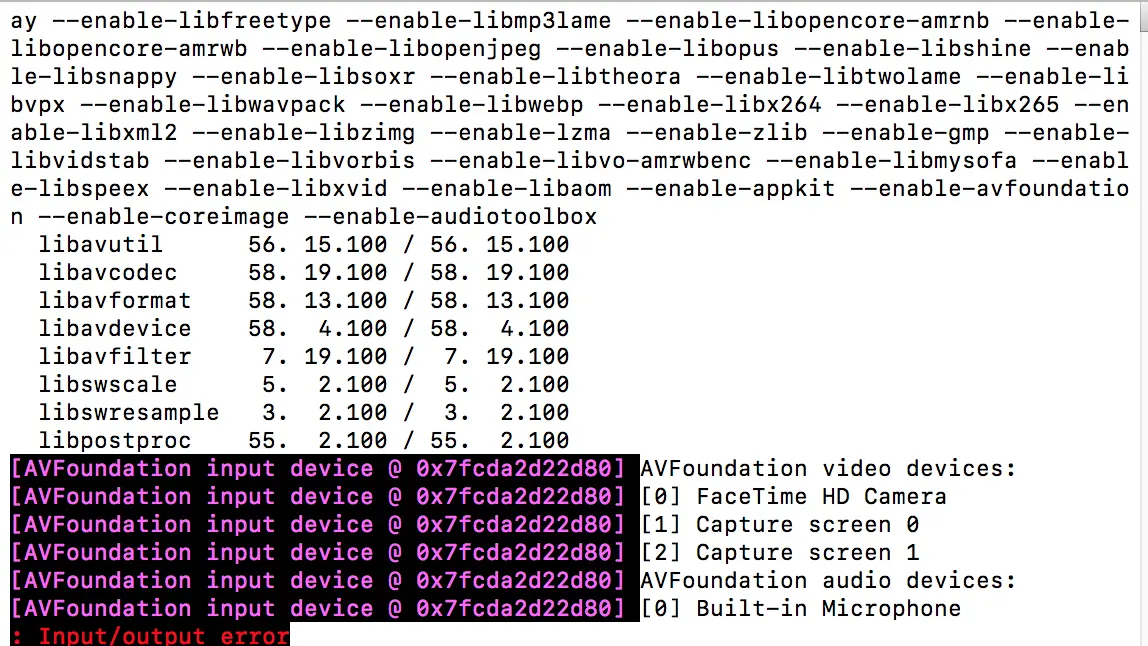 ay --enable-libfreetype --enable-libmp3lame --enable-libopencore-amrnb --enable-
libopencore-amrwb --enable-libopenjpeg --enable-libopus --enable-libshine --enab
le-libsnappy --enable-libsoxr --enable-libtheora --enable-libtwolame --enable-li
bvpx --enable-libwavpack --enable-libwebp --enable-libx264 --enable-libx265 --en
able-libxml2 --enable-libzimg --enable-lzma --enable-zlib --enable-gmp --enable-
libvidstab --enable-libvorbis --enable-libvo-amrwbenc --enable-libmysofa --enabl
e-libspeex --enable-libxvid --enable-libaom --enable-appkit --enable-avfoundatio
n --enable-coreimage --enable-audiotoolbox
  libavutil      56. 15.100 / 56. 15.100
  libavcodec     58. 19.100 / 58. 19.100
  libavformat    58. 13.100 / 58. 13.100
  libavdevice    58.  4.100 / 58.  4.100
  libavfilter     7. 19.100 /  7. 19.100
  libswscale      5.  2.100 /  5.  2.100
  libswresample   3.  2.100 /  3.  2.100
  libpostproc    55.  2.100 / 55.  2.100
[AVFoundation input device @ 0x7fcda2d22d80] AVFoundation video devices:
[AVFoundation input device @ 0x7fcda2d22d80] [0] FaceTime HD Camera
[AVFoundation input device @ 0x7fcda2d22d80] [1] Capture screen 0
[AVFoundation input device @ 0x7fcda2d22d80] [2] Capture screen 1
[AVFoundation input device @ 0x7fcda2d22d80] AVFoundation audio devices:
[AVFoundation input device @ 0x7fcda2d22d80] [0] Built-in Microphone
: Input/output error